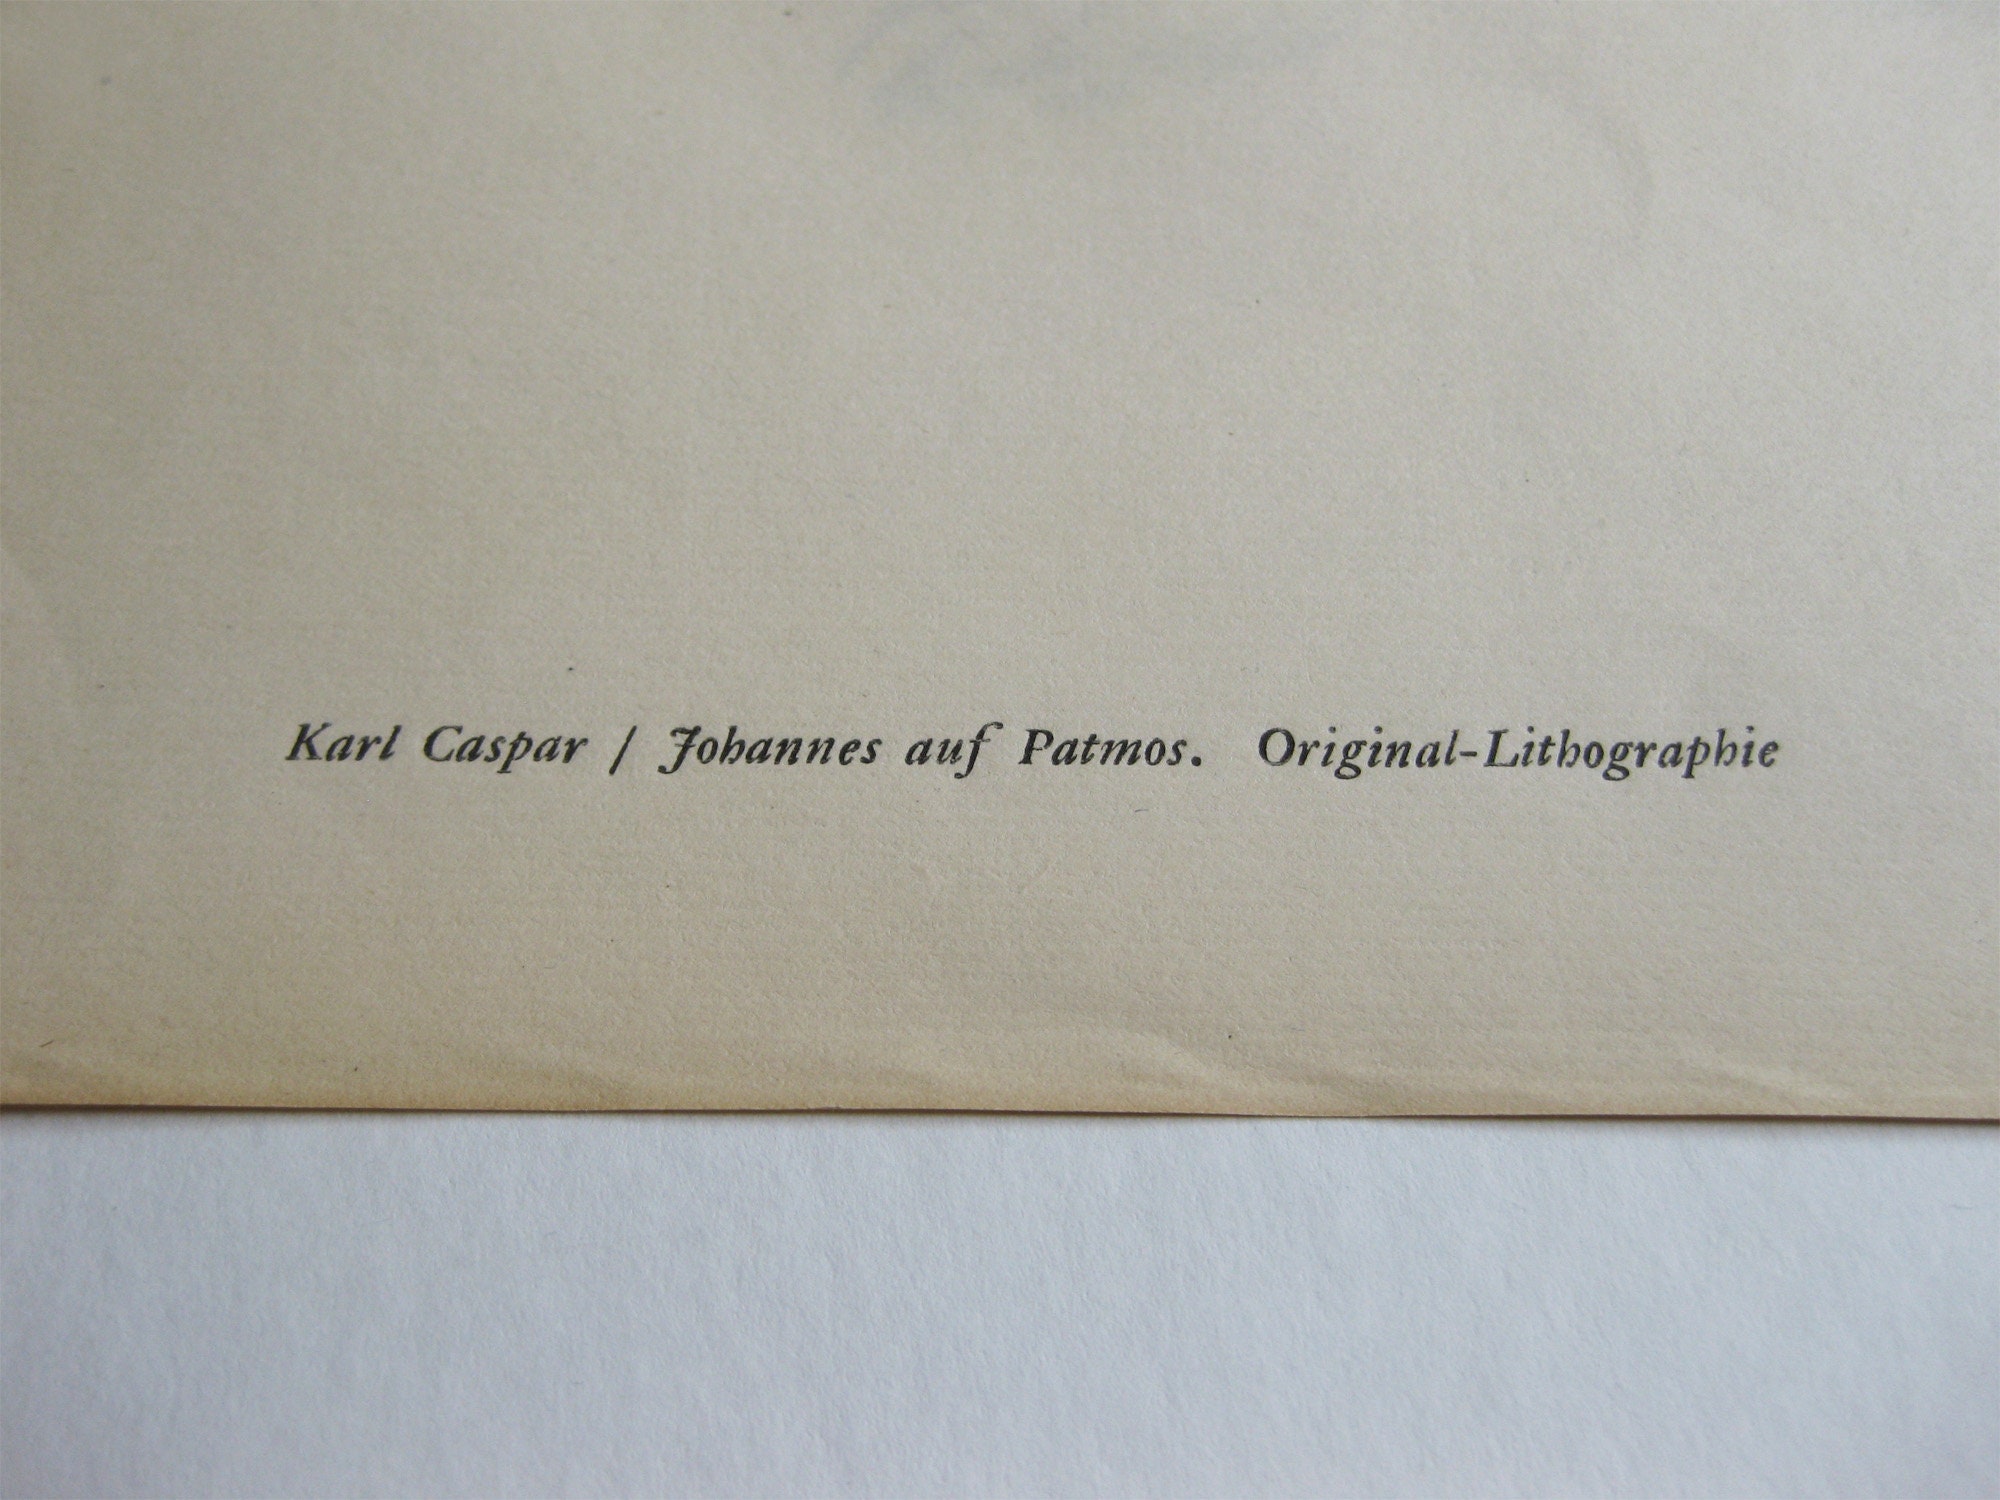 Karl Caspar / Johannes auf Patmos. Original-Lithographie